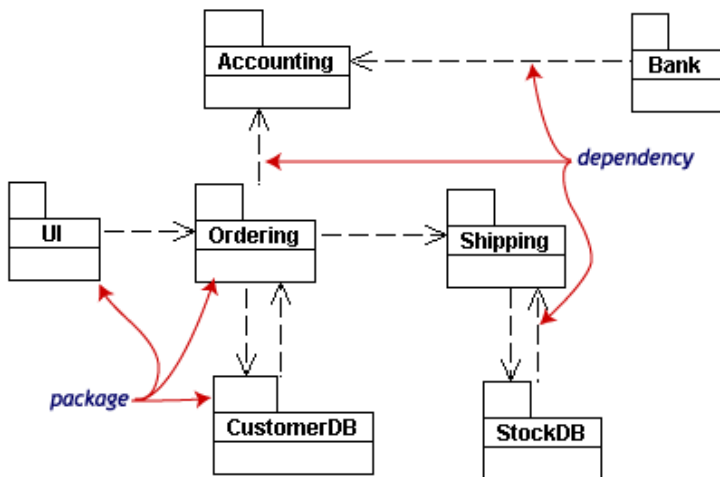 Accounting
Bank
dependency
UI
Ordering
Shipping
package
CustomerDB
StockDB